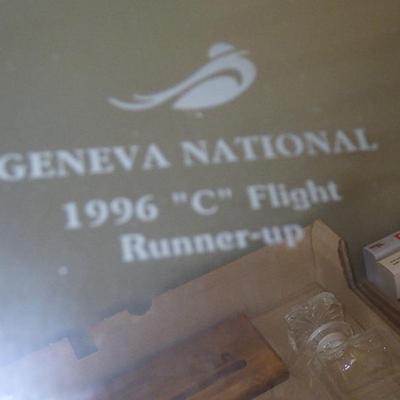 GENEVA NATIONAL
1996 "C" Flight
Runner-up